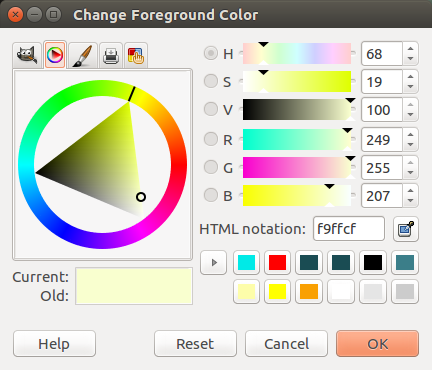 Change Foreground Color
H 68
S 19
V 100
R 249
G 255
B 207
HTML notation: f9ffcf
Current:
Old:
Help Reset Cancel OK